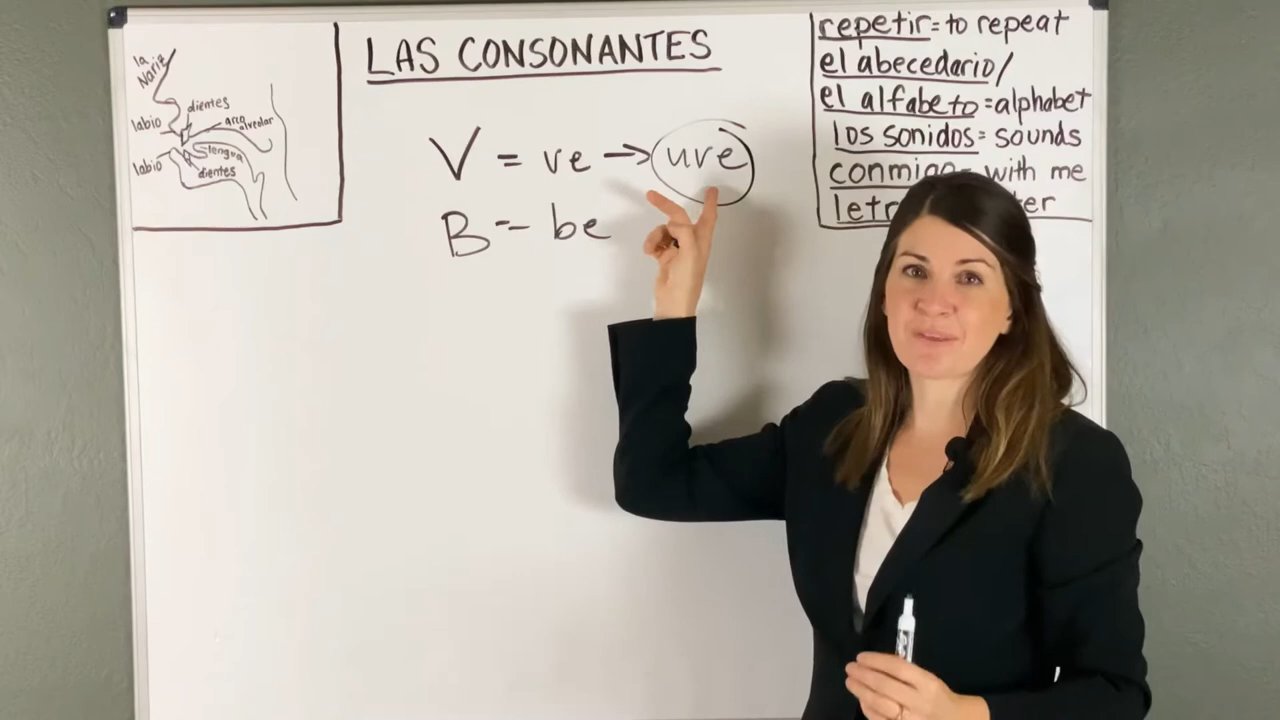 la
Nariz
dientes
labio
arco
alveolar
lengua
labio
dientes
LAS CONSONANTES
V = ve → uve
B = be
repetir = to repeat
el abecedario/
el alfabeto = alphabet
los sonidos = sounds
with me